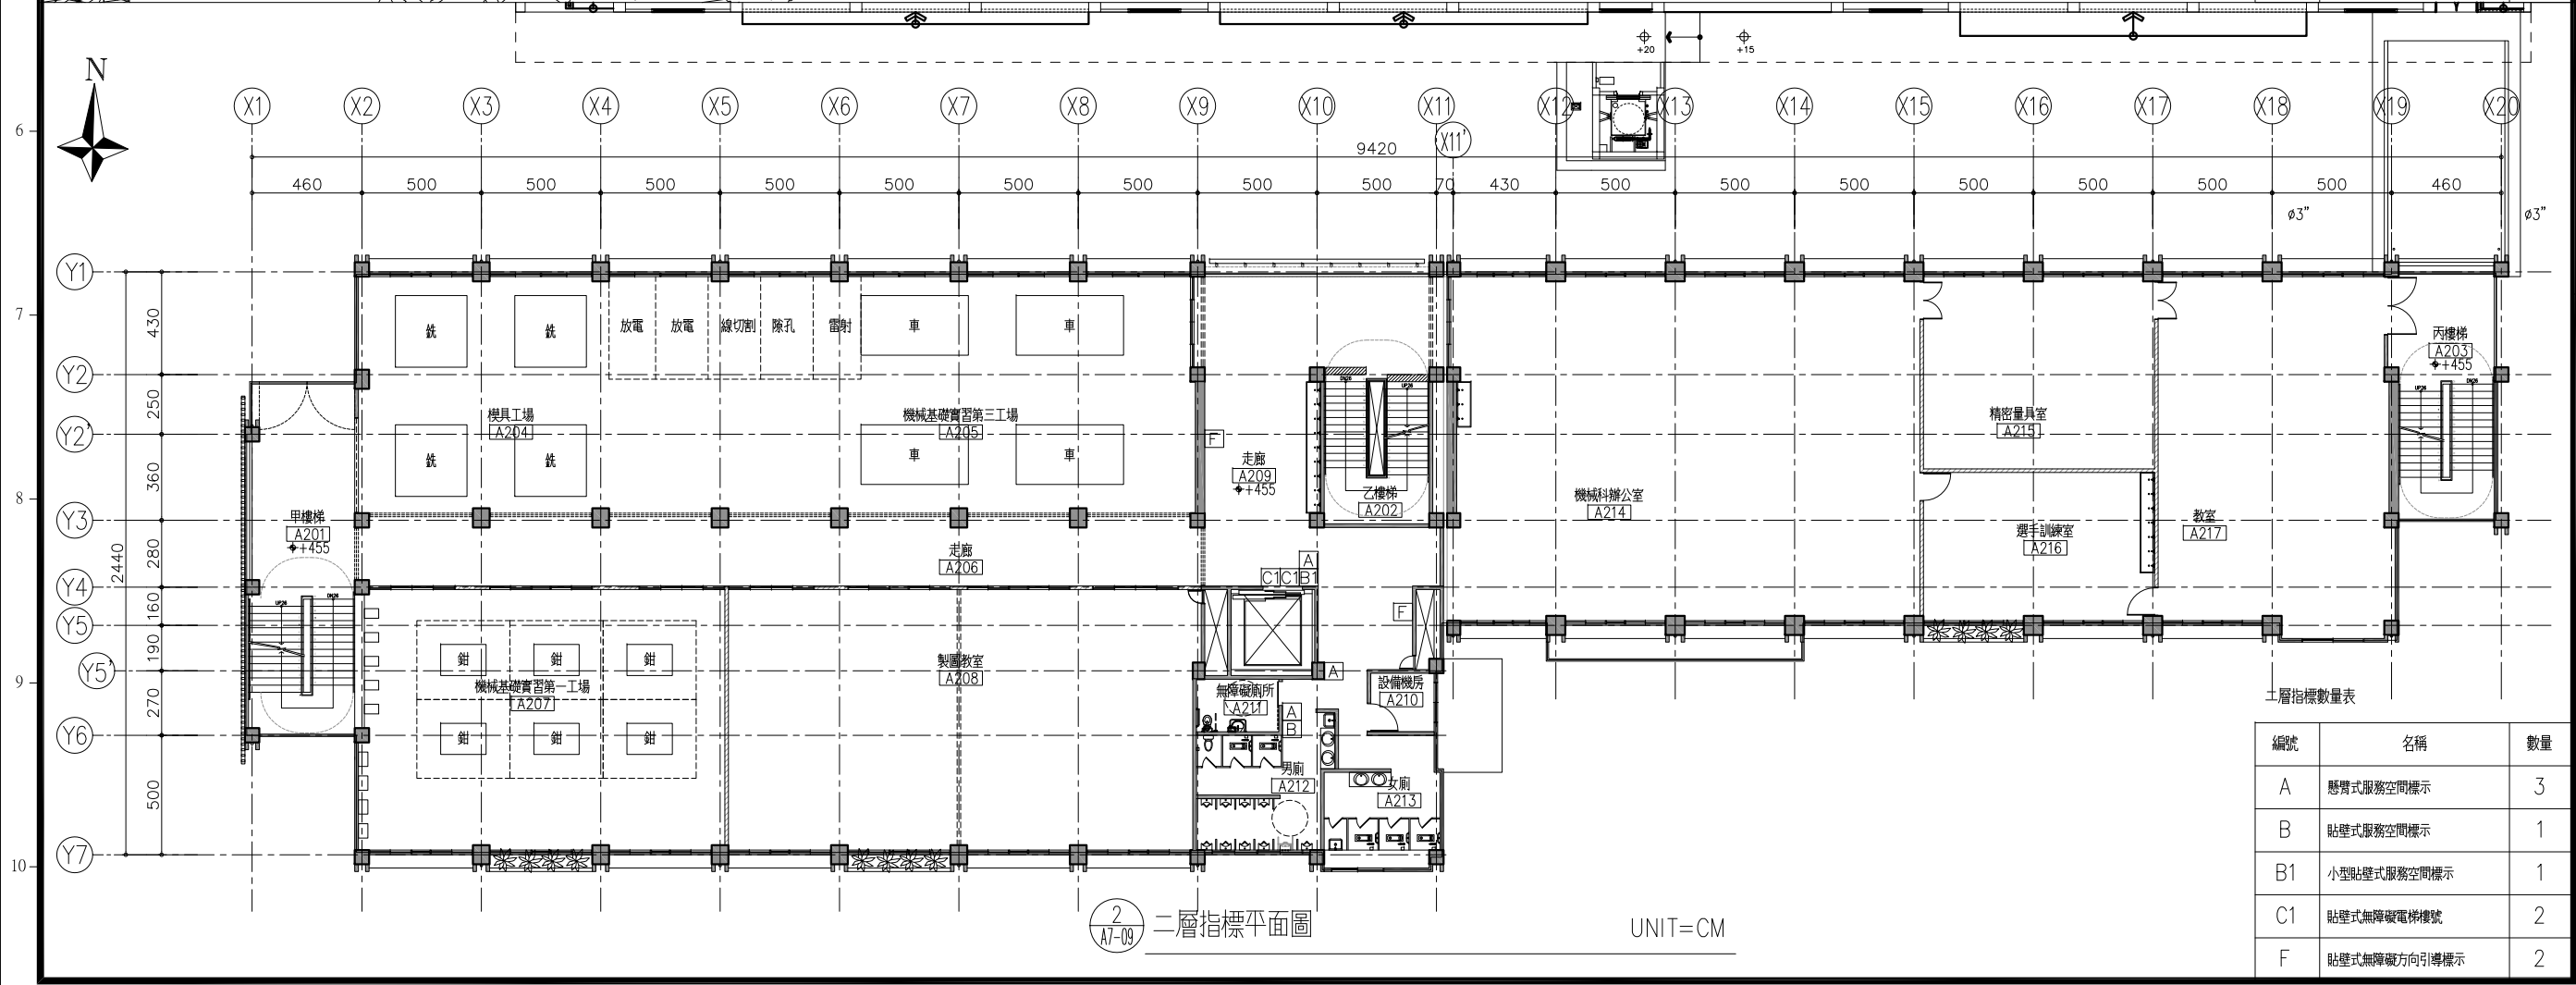 +20
+15
N
X1 X2 X3 X4 X5 X6 X7 X8 X9 X10 X11 X11' X12 X13 X14 X15 X16 X17 X18 X19 X20
6
9420
460 500 500 500 500 500 500 500 500 500 70 430 500 500 500 500 500 500 500 460
ø3" ø3"
Y1
7
430
銑 銑 放電 放電 線切割 隙孔 雷射 車 車
丙樓梯
A203
+455
Y2
250
DN26 UP26
UP26 DN26
模具工場
A204
機械基礎實習第三工場
A205
精密量具室
A215
Y2'
F
銑 銑 車 車
360
走廊
A209
+455
8
乙樓梯
A202
機械科辦公室
A214
Y3
甲樓梯
A201
+455
教室
A217
選手訓練室
A216
2440
280
走廊
A206
A
C1 C1 B1
Y4
160
UP26 DN26
F
Y5
190
鉗 鉗 鉗
製圖教室
A208
Y5'
9
A
機械基礎實習第一工場
A207
無障礙廁所
A211
設備機房
A210
270
A
B
二層指標數量表
Y6
鉗 鉗 鉗
男廁
A212
女廁
A213
500
Y7
10
編號 名稱 數量
A 懸臂式服務空間標示 3
B 貼壁式服務空間標示 1
B1 小型貼壁式服務空間標示 1
C1 貼壁式無障礙電梯樓號 2
F 貼壁式無障礙方向引導標示 2
2
A7-09
二層指標平面圖
UNIT=CM